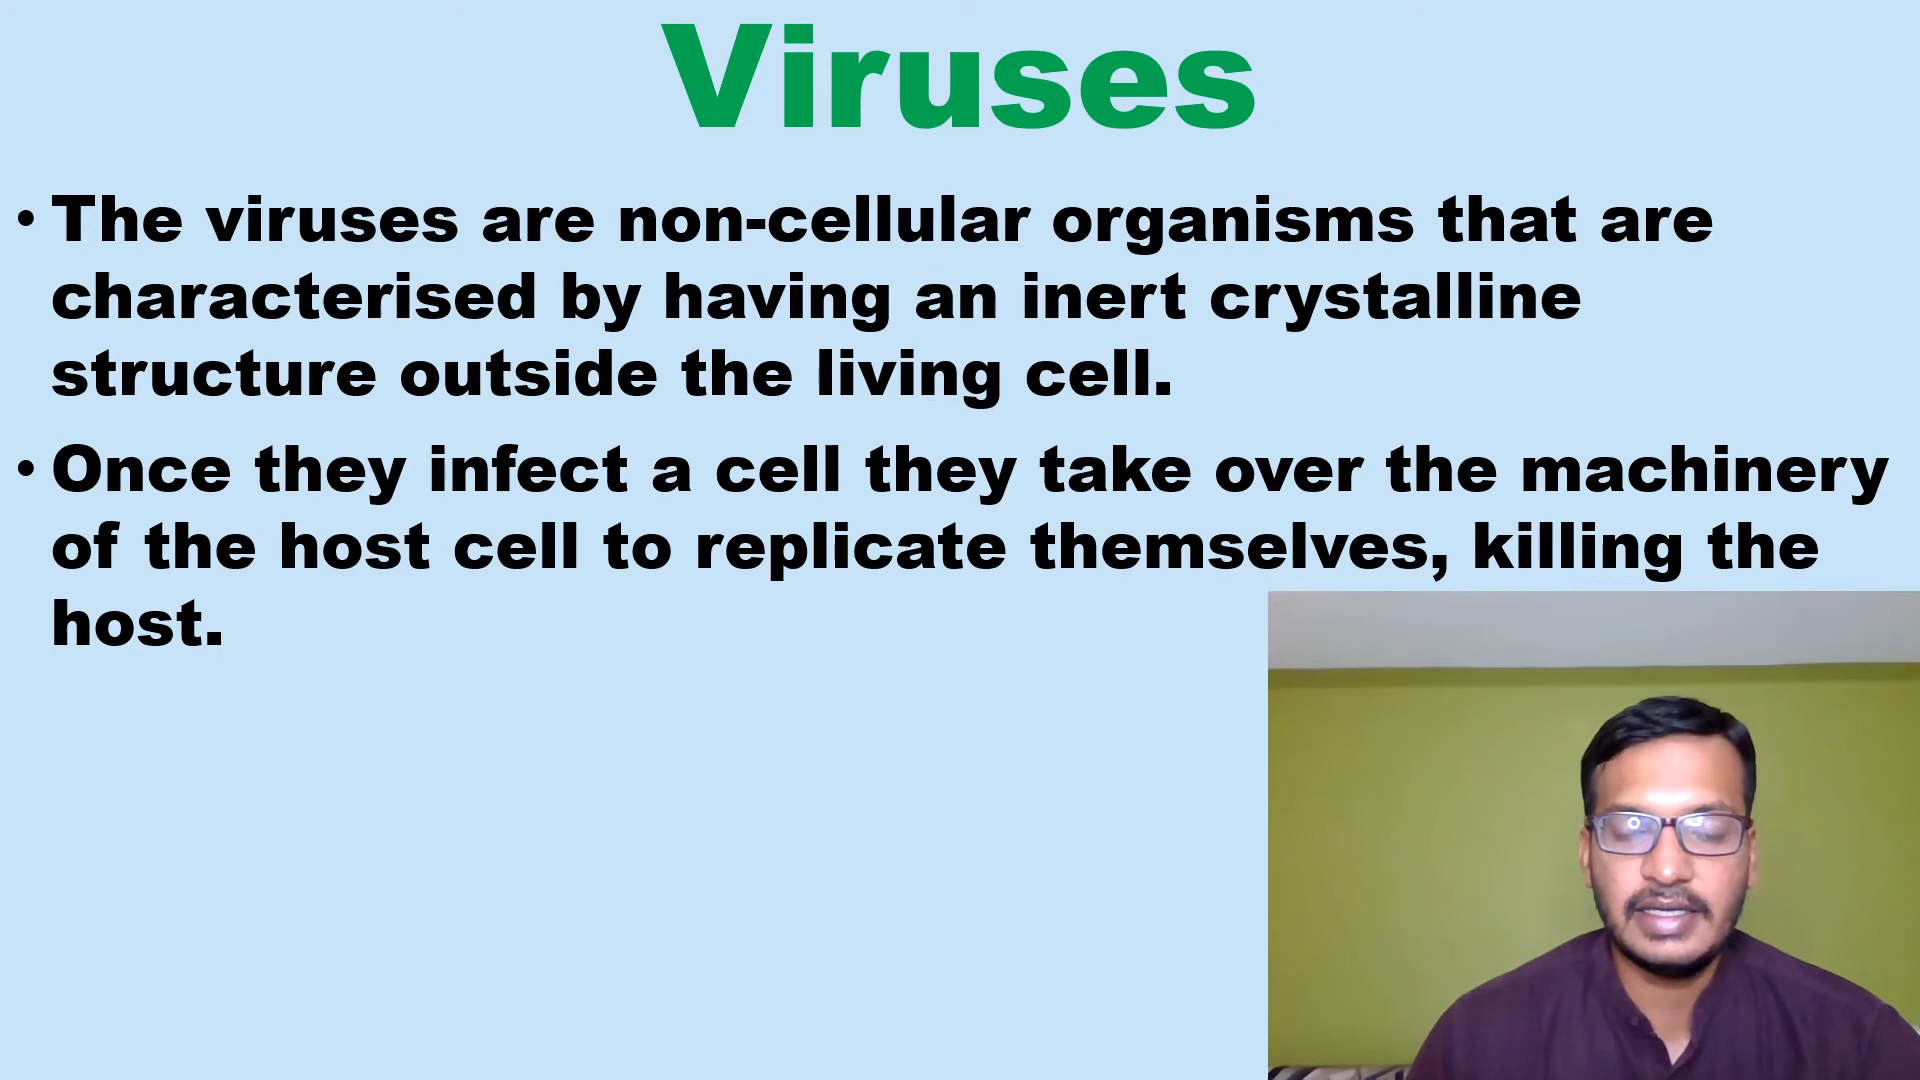 Viruses
• The viruses are non-cellular organisms that are
characterised by having an inert crystalline
structure outside the living cell.
• Once they infect a cell they take over the machinery
of the host cell to replicate themselves, killing the
host.